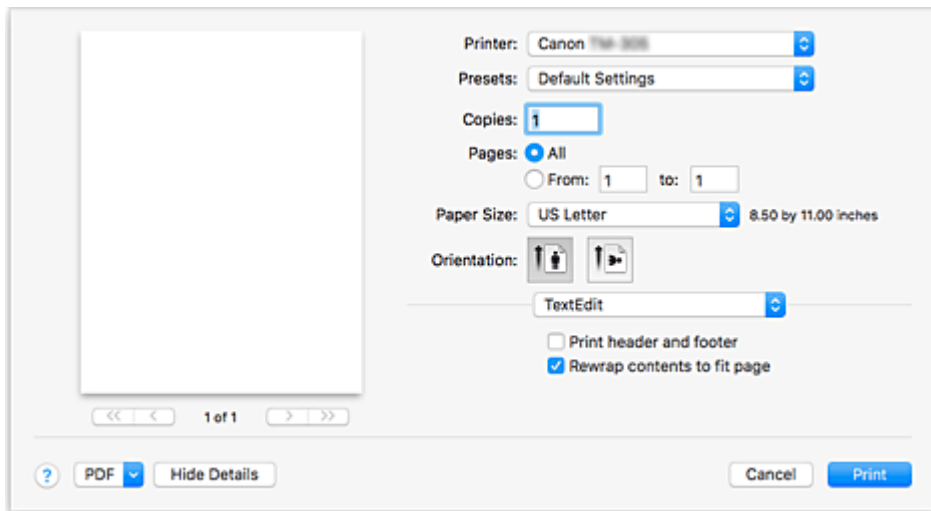 Printer: Canon
Presets: Default Settings
Copies: 1
Pages: All
From: 1 to: 1
Paper Size: US Letter 8.50 by 11.00 inches
Orientation:
TextEdit
Print header and footer
Rewrap contents to fit page
<< < 1 of 1 > >>
? PDF Hide Details Cancel Print